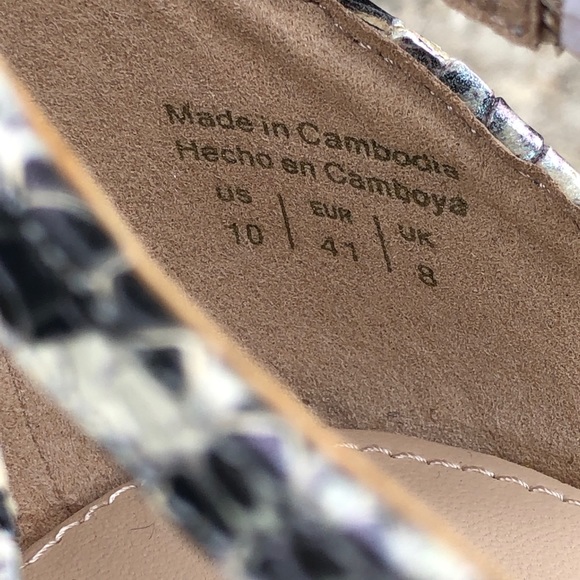 Made in Cambodia
Hecho en Camboya
US | EUR | UK
10 | 41 | 8